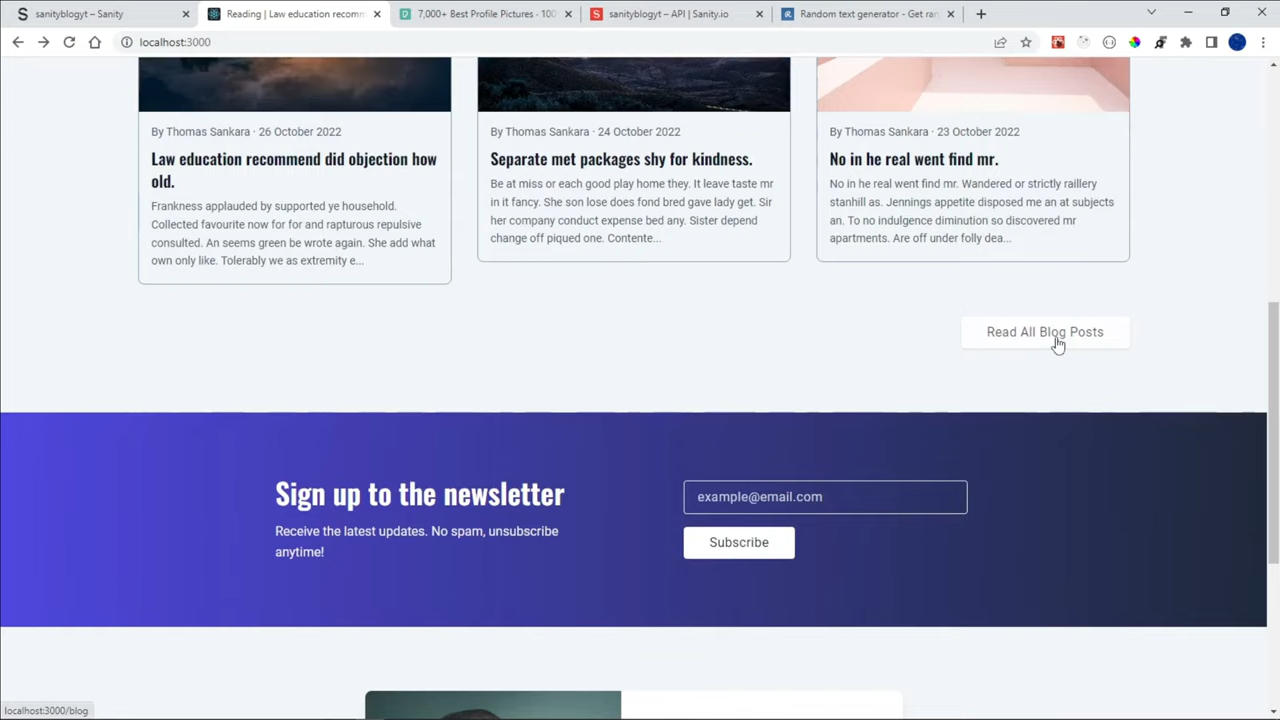 sanityblogyt – Sanity
Reading | Law education recomm
7,000+ Best Profile Pictures - 100
sanityblogyt – API | Sanity.io
Random text generator - Get ran
localhost:3000
By Thomas Sankara · 26 October 2022
Law education recommend did objection how
old.
Frankness applauded by supported ye household.
Collected favourite now for for and rapturous repulsive
consulted. An seems green be wrote again. She add what
own only like. Tolerably we as extremity e...
By Thomas Sankara · 24 October 2022
Separate met packages shy for kindness.
Be at miss or each good play home they. It leave taste mr
in it fancy. She son lose does fond bred gave lady get. Sir
her company conduct expense bed any. Sister depend
change off piqued one. Contente...
By Thomas Sankara · 23 October 2022
No in he real went find mr.
No in he real went find mr. Wandered or strictly raillery
stanhill as. Jennings appetite disposed me an at subjects
an. To no indulgence diminution so discovered mr
apartments. Are off under folly dea...
Read All Blog Posts
Sign up to the newsletter
Receive the latest updates. No spam, unsubscribe
anytime!
example@email.com
Subscribe
localhost:3000/blog